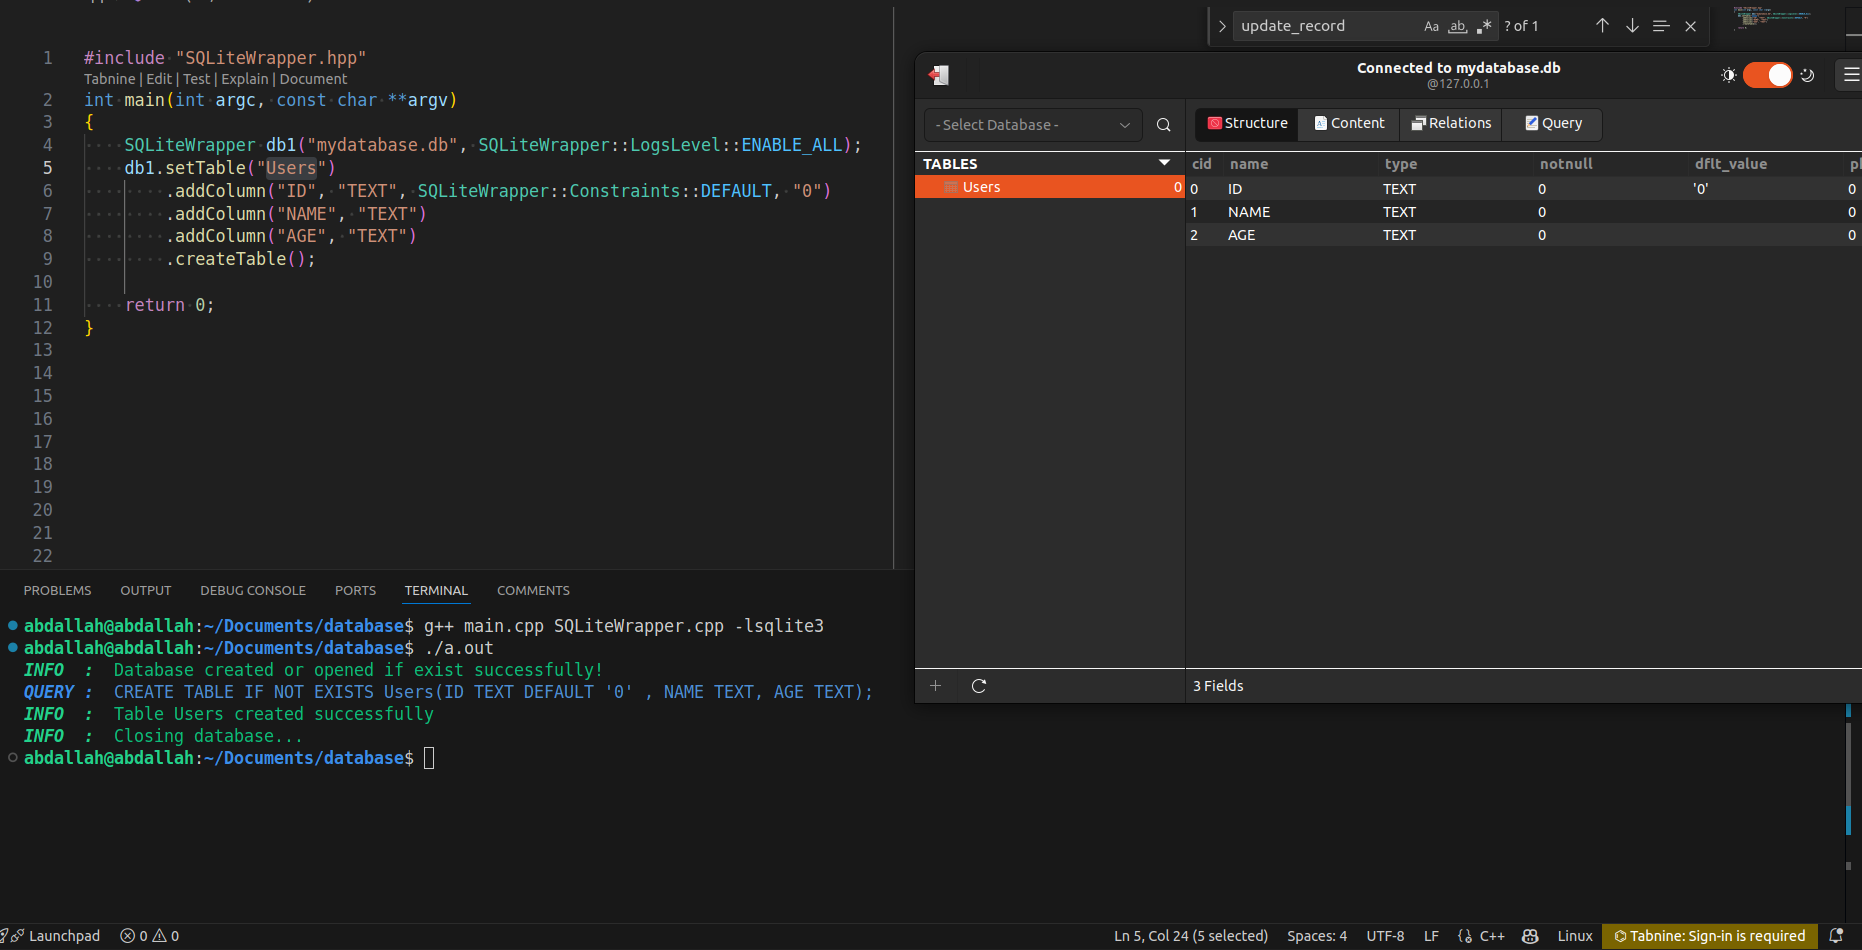 1 #include "SQLiteWrapper.hpp"
Tabnine | Edit | Test | Explain | Document
2 int main(int argc, const char **argv)
3 {
4 SQLiteWrapper db1("mydatabase.db", SQLiteWrapper::LogsLevel::ENABLE_ALL);
5 db1.setTable("Users")
6 .addColumn("ID", "TEXT", SQLiteWrapper::Constraints::DEFAULT, "0")
7 .addColumn("NAME", "TEXT")
8 .addColumn("AGE", "TEXT")
9 .createTable();
10
11 return 0;
12 }
13
14
15
16
17
18
19
20
21
22
update_record Aa ab .* ? of 1
Connected to mydatabase.db
@127.0.0.1
- Select Database -
Structure Content Relations Query
TABLES
Users 0
cid name type notnull dflt_value
0 ID TEXT 0 '0' 0
1 NAME TEXT 0 0
2 AGE TEXT 0 0
3 Fields
PROBLEMS OUTPUT DEBUG CONSOLE PORTS TERMINAL COMMENTS
abdallah@abdallah:~/Documents/database$ g++ main.cpp SQLiteWrapper.cpp -lsqlite3
abdallah@abdallah:~/Documents/database$ ./a.out
INFO : Database created or opened if exist successfully!
QUERY : CREATE TABLE IF NOT EXISTS Users(ID TEXT DEFAULT '0' , NAME TEXT, AGE TEXT);
INFO : Table Users created successfully
INFO : Closing database...
abdallah@abdallah:~/Documents/database$
Launchpad 0 0 Ln 5, Col 24 (5 selected) Spaces: 4 UTF-8 LF C++ Linux Tabnine: Sign-in is required